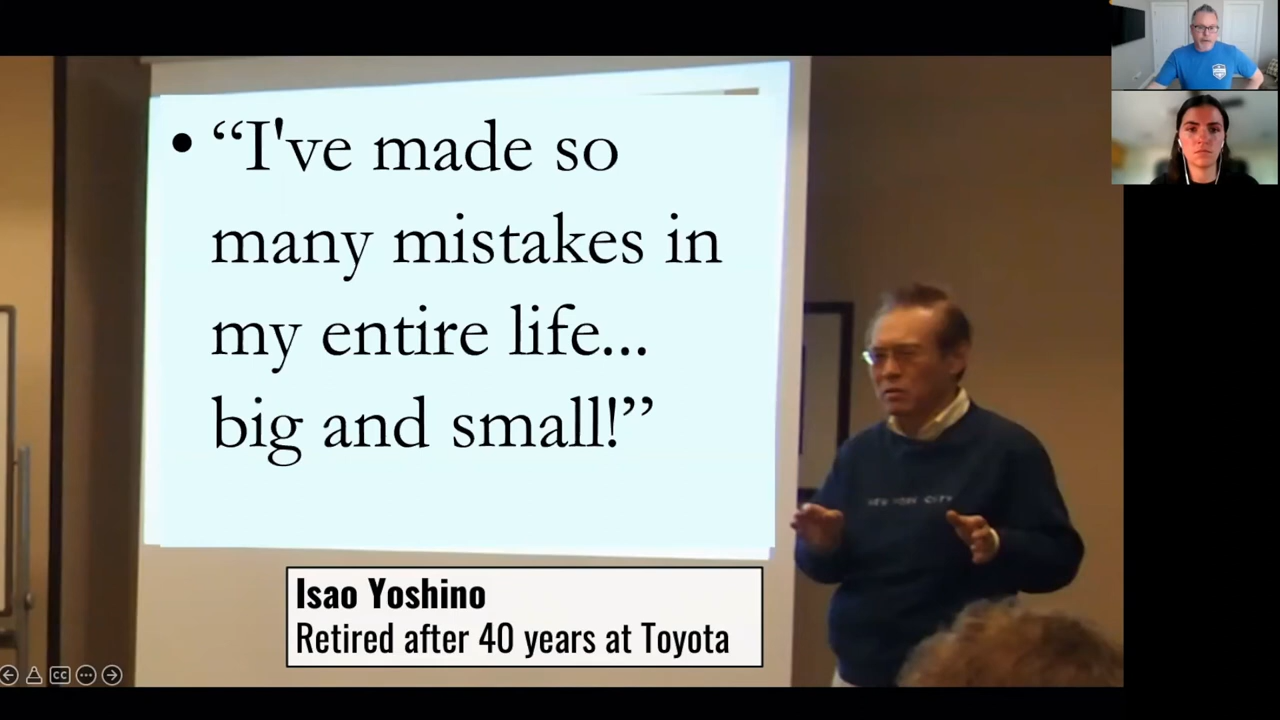 • “I've made so
many mistakes in
my entire life...
big and small!”
NEW YORK CITY
Isao Yoshino
Retired after 40 years at Toyota
CC